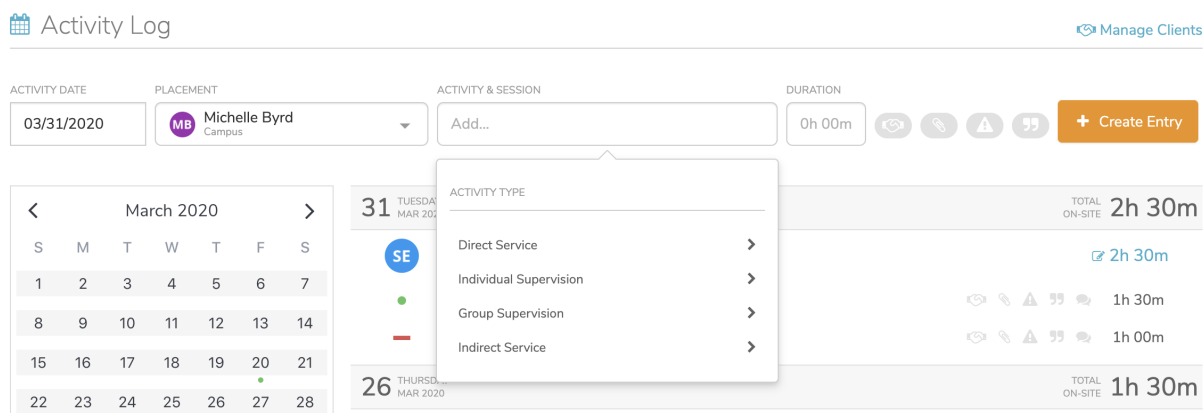 Activity Log
Manage Clients
ACTIVITY DATE PLACEMENT ACTIVITY & SESSION DURATION
03/31/2020 MB Michelle Byrd Add... 0h 00m + Create Entry
Campus
ACTIVITY TYPE
Direct Service
Individual Supervision
Group Supervision
Indirect Service
March 2020
S M T W T F S
1 2 3 4 5 6 7
8 9 10 11 12 13 14
15 16 17 18 19 20 21
22 23 24 25 26 27 28
31 TOTAL ON-SITE 2h 30m
MAR
SE 2h 30m
1h 30m
1h 00m
26 TOTAL ON-SITE 1h 30m
MAR 2020